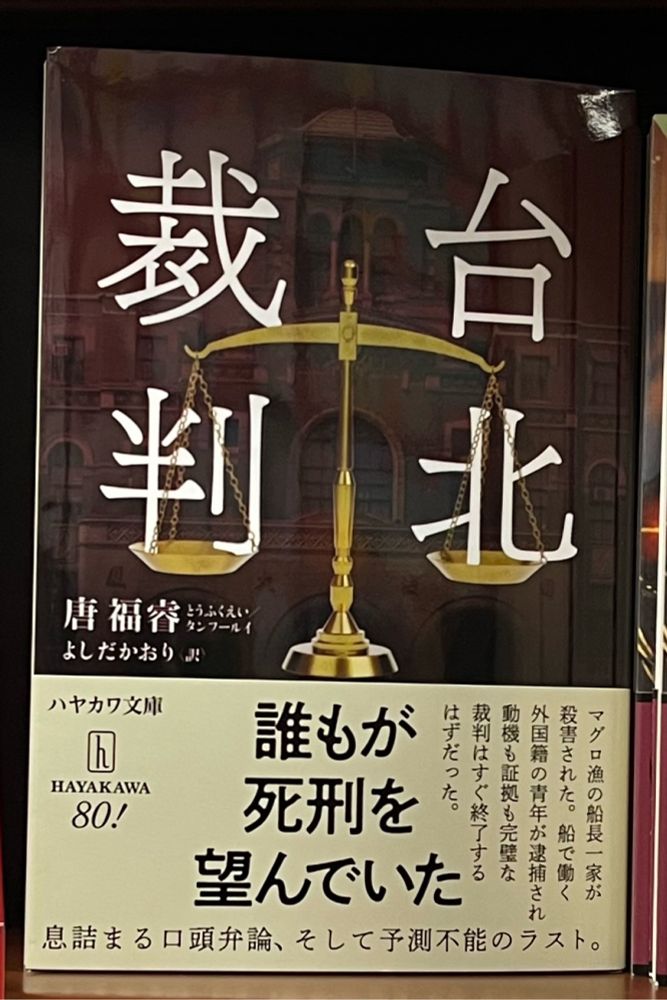 台北
裁判
唐福睿
とうふくえい／
タンフールイ
よしだかおり〈訳〉
ハヤカワ文庫
h
HAYAKAWA
80!
誰もが
死刑を
望んでいた
マグロ漁の船長一家が
殺害された。船で働く
外国籍の青年が逮捕され
動機も証拠も完璧な
裁判はすぐ終了する
はずだった。
息詰まる口頭弁論、そして予測不能のラスト。